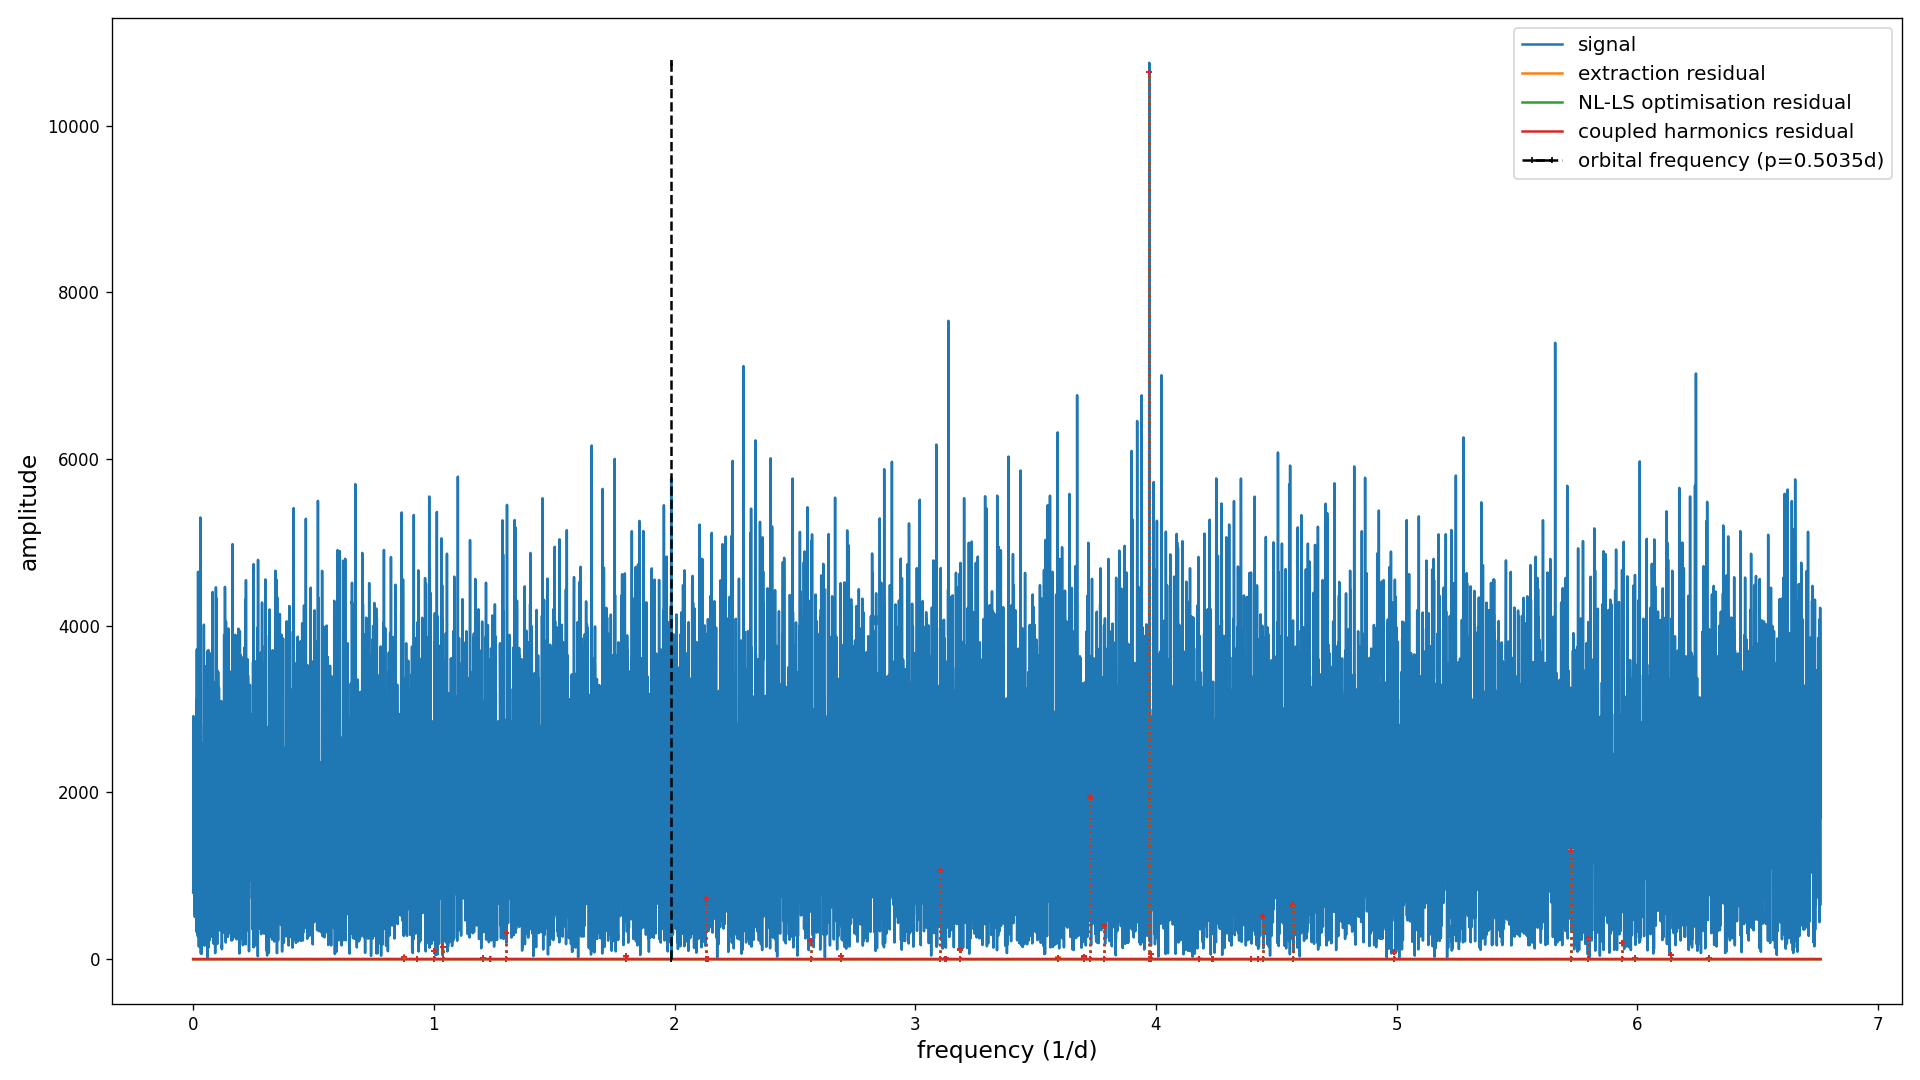 signal
extraction residual
NL-LS optimisation residual
coupled harmonics residual
orbital frequency (p=0.5035d)
amplitude
10000
8000
6000
4000
2000
0
0 1 2 3 4 5 6 7
frequency (1/d)